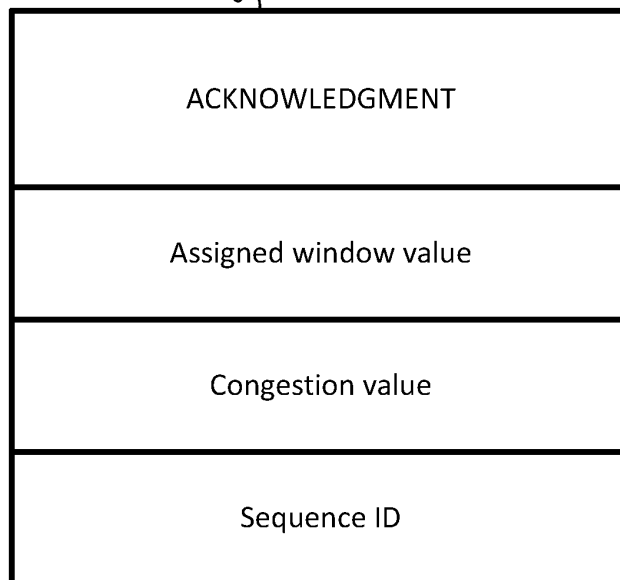 ACKNOWLEDGMENT
Assigned window value
Congestion value
Sequence ID